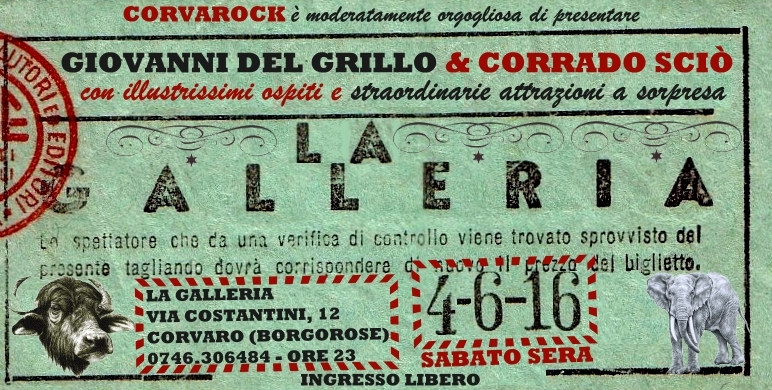 CORVAROCK è moderatamente orgogliosa di presentare
GIOVANNI DEL GRILLO & CORRADO SCIÒ
con illustrissimi ospiti e straordinarie attrazioni a sorpresa
EDITORI
LA
GALLERIA
Lo spettatore che da una verifica di controllo viene trovato sprovvisto del
presente tagliando dovrà corrispondere di nuovo il prezzo del biglietto.
LA GALLERIA
VIA COSTANTINI, 12
CORVARO (BORGOROSE)
0746.306484 - ORE 23
4-6-16
SABATO SERA
INGRESSO LIBERO